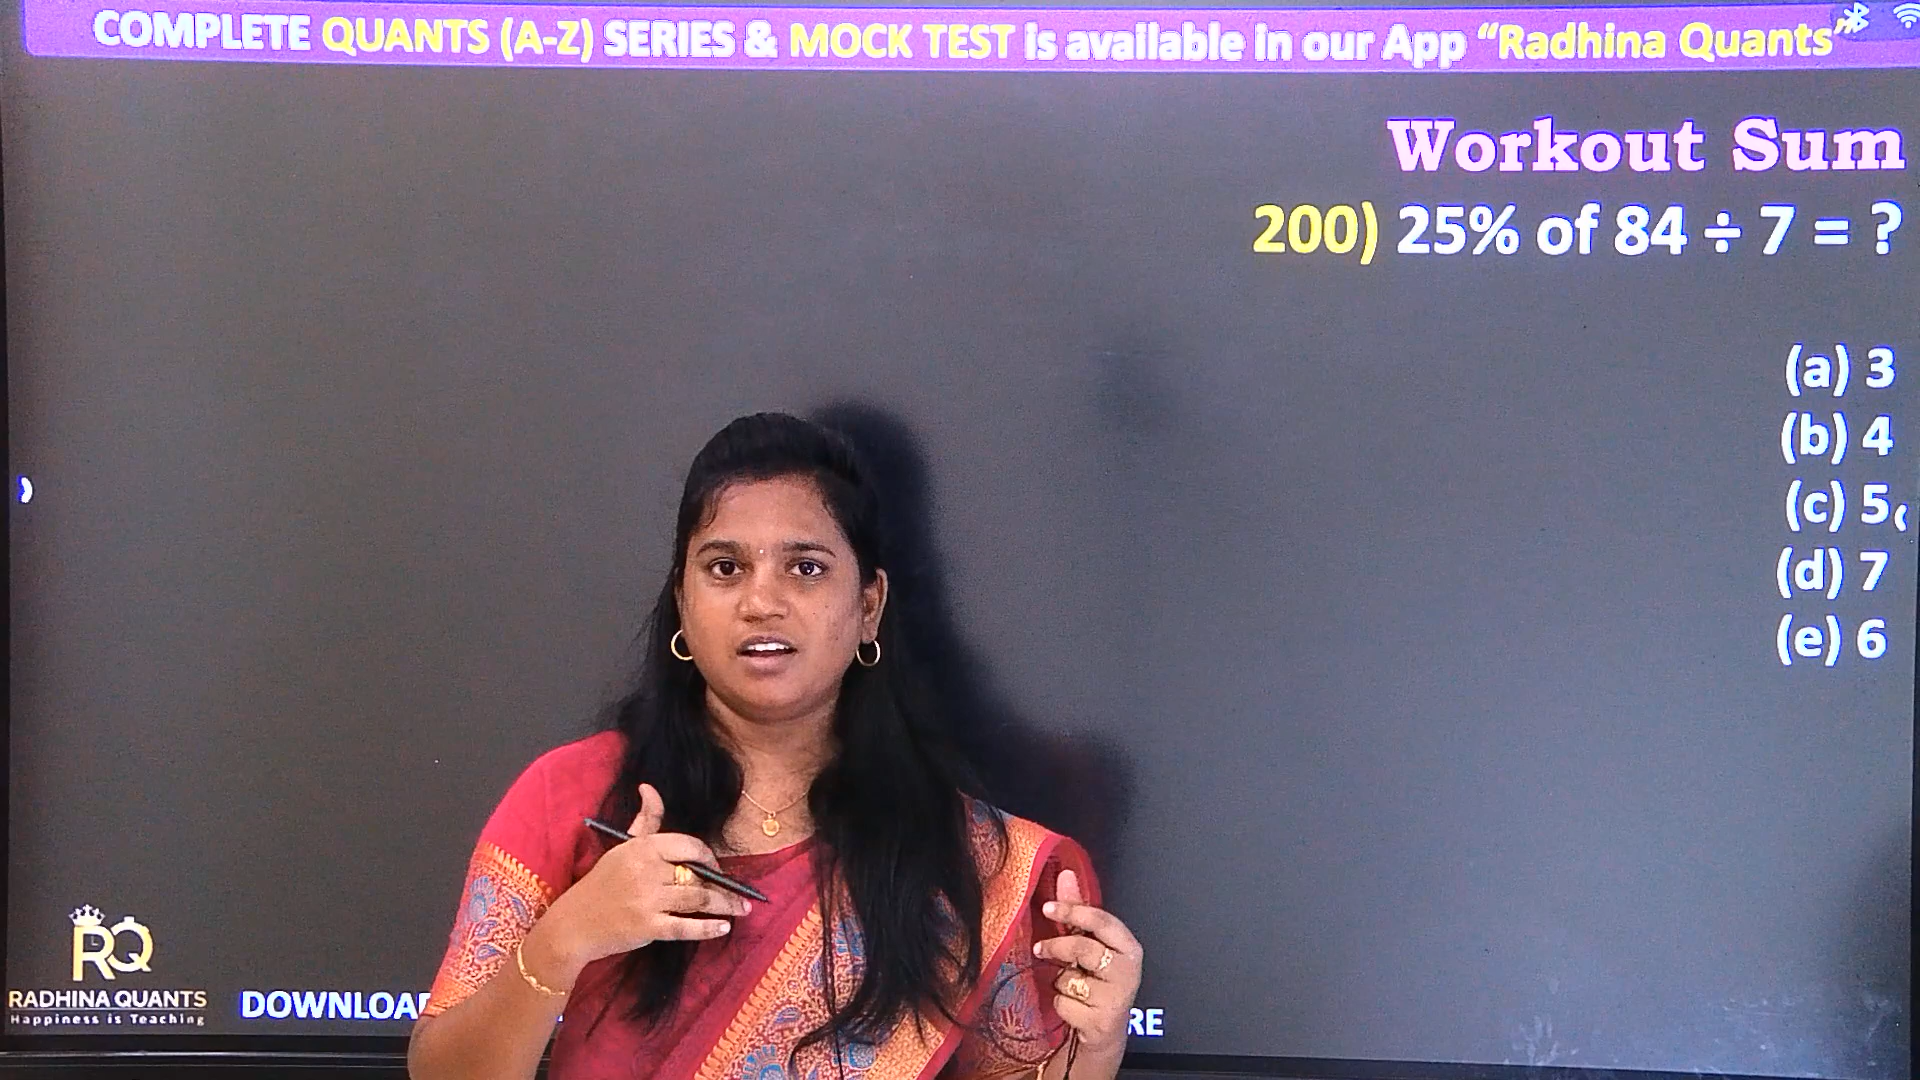 COMPLETE QUANTS (A-Z) SERIES & MOCK TEST is available in our App “Radhina Quants”
Workout Sum
200) 25% of 84 ÷ 7 = ?
(a) 3
(b) 4
(c) 5
(d) 7
(e) 6
RQ
RADHINA QUANTS
Happiness is Teaching